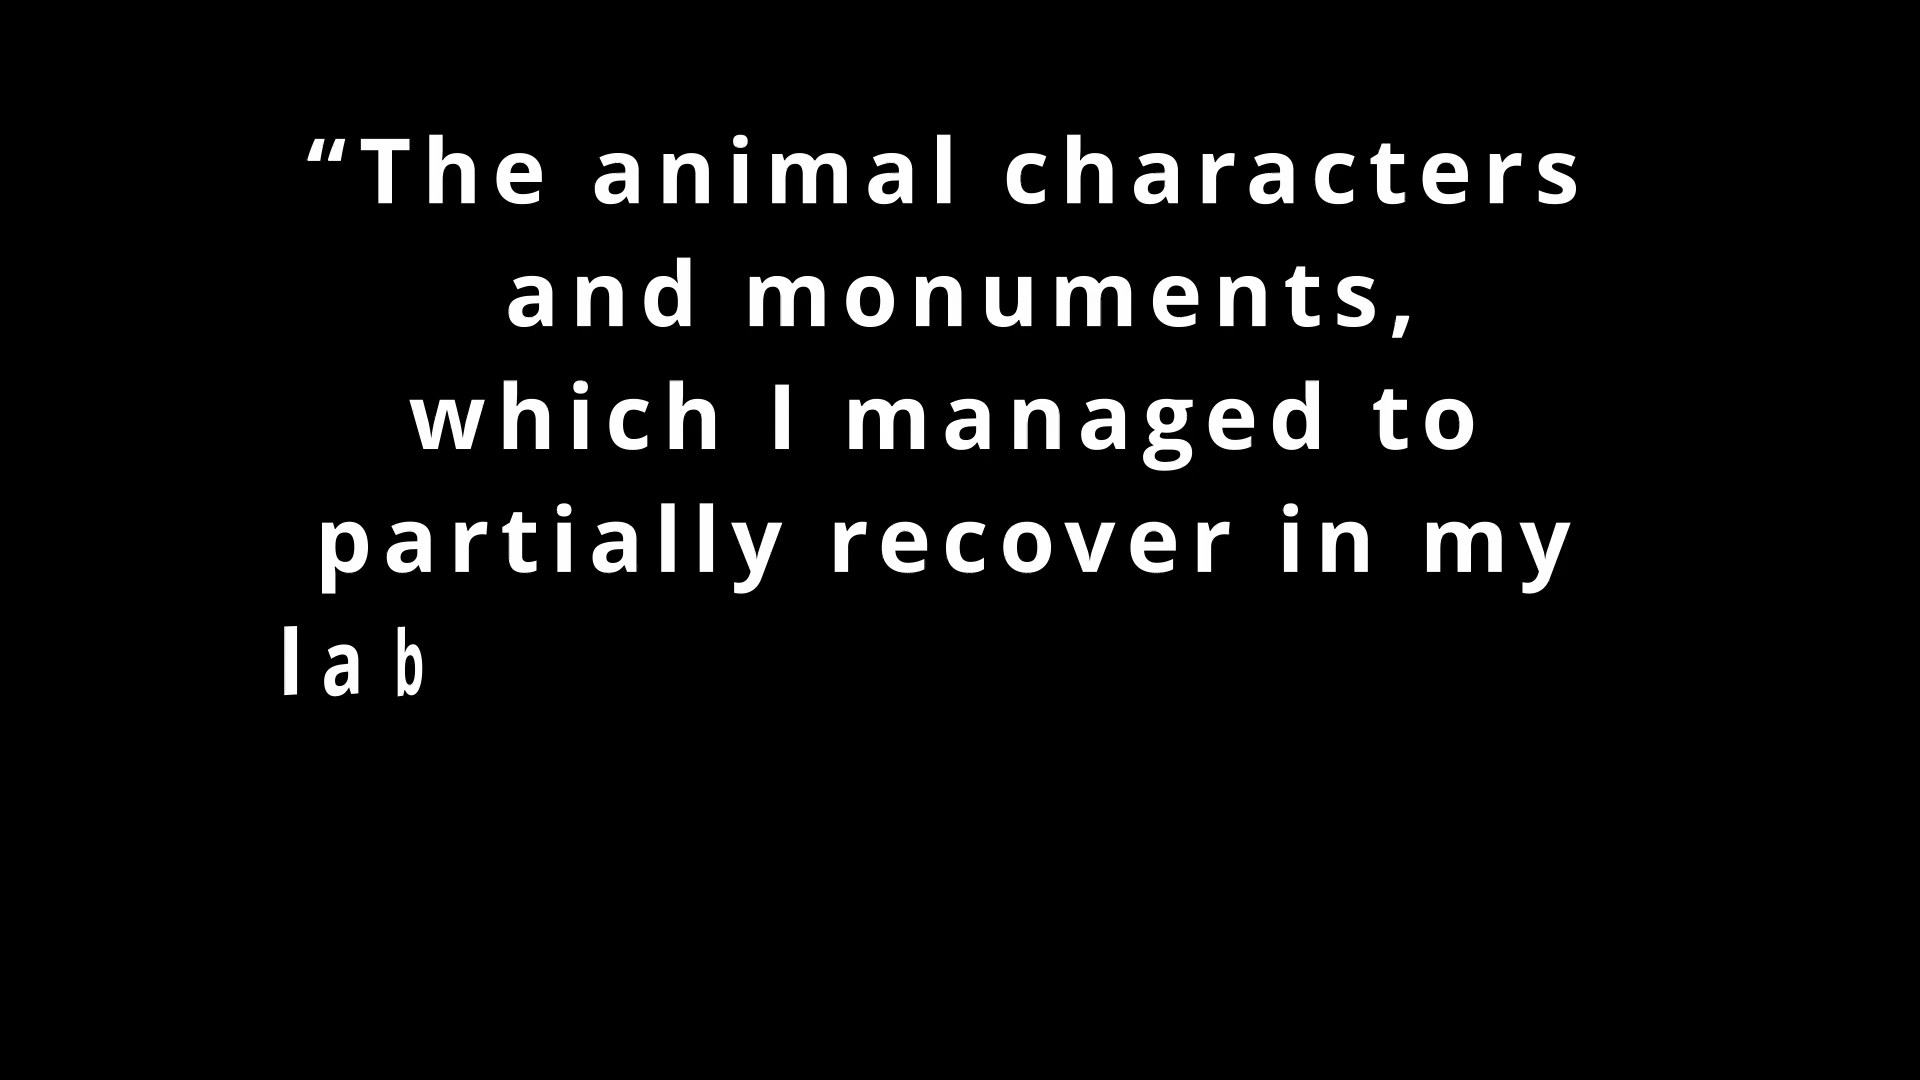 “The animal characters
and monuments,
which I managed to
partially recover in my
lab